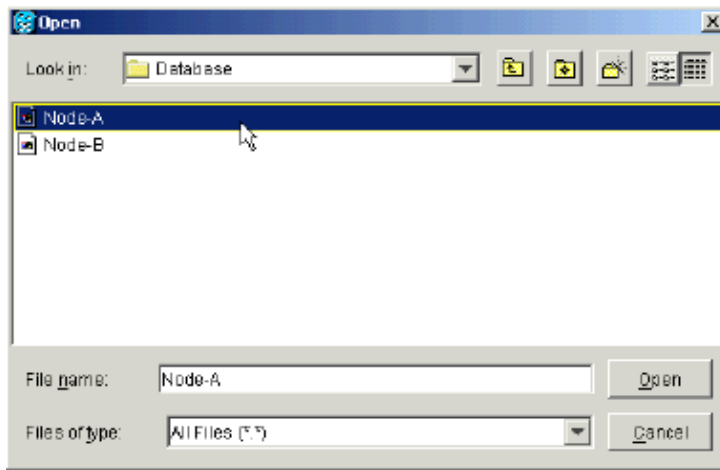 Open
Look in: Database
Node-A
Node-B
File name: Node-A Open
Files of type: All Files (*.*) Cancel